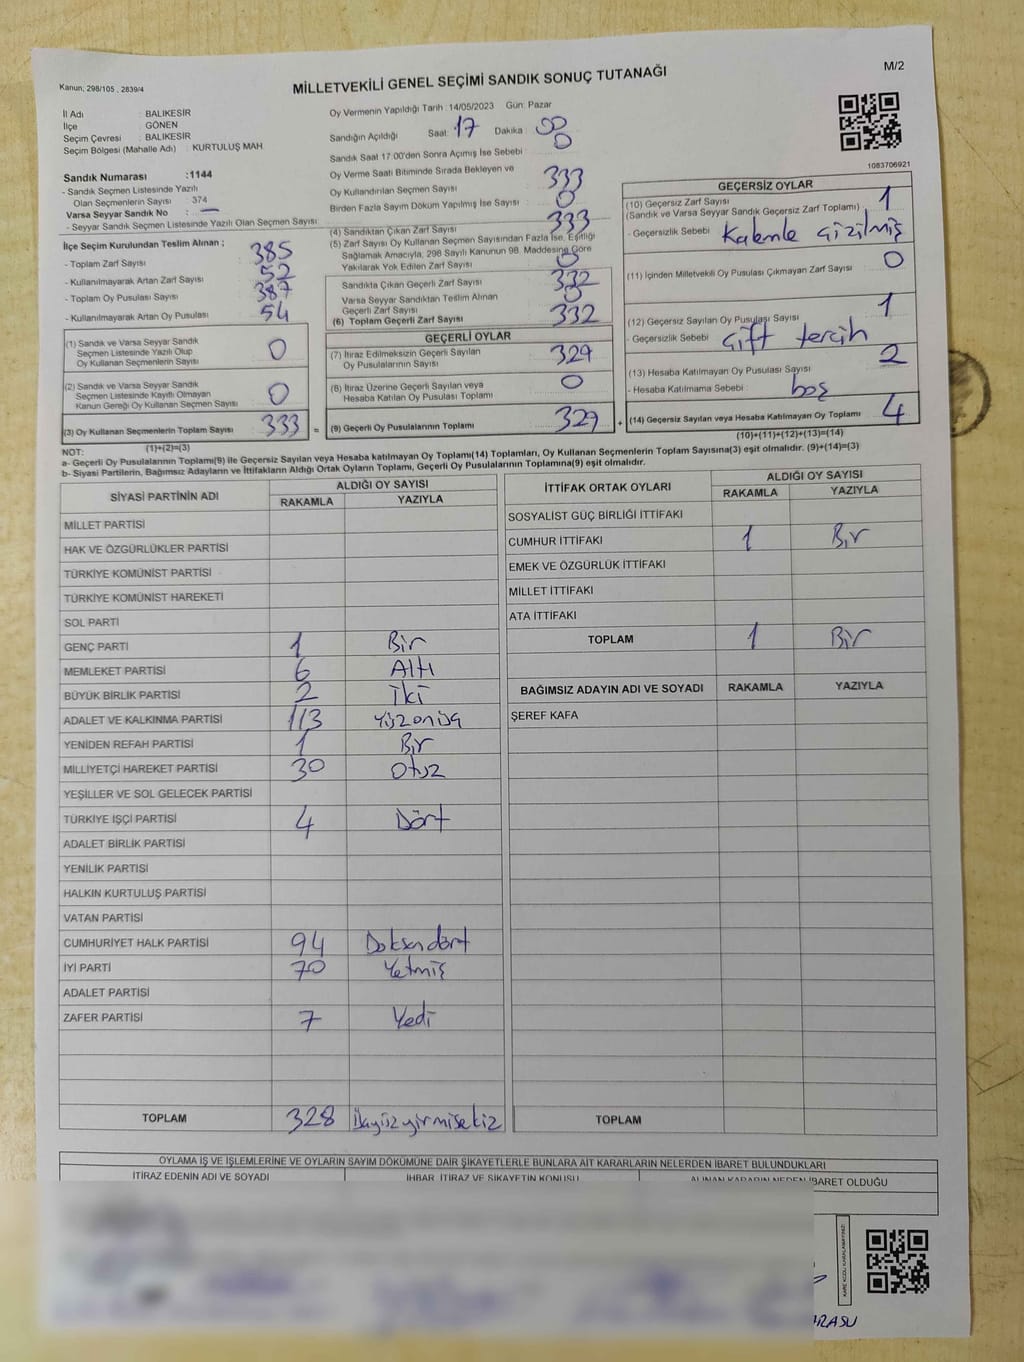 Kanun, 298/105 , 2839/4
MİLLETVEKİLİ GENEL SEÇİMİ SANDIK SONUÇ TUTANAĞI
M/2
İl Adı : BALIKESİR
İlçe : GÖNEN
Seçim Çevresi : BALIKESİR
Seçim Bölgesi (Mahalle Adı) : KURTULUŞ MAH
Sandık Numarası :1144
- Sandık Seçmen Listesinde Yazılı
Olan Seçmenlerin Sayısı : 374
Varsa Seyyar Sandık No : —
- Seyyar Sandık Seçmen Listesinde Yazılı Olan Seçmen Sayısı:
İlçe Seçim Kurulundan Teslim Alınan ;
- Toplam Zarf Sayısı : 385
- Kullanılmayarak Artan Zarf Sayısı : 52
- Toplam Oy Pusulası Sayısı : 387
- Kullanılmayarak Artan Oy Pusulası : 54
(1) Sandık ve Varsa Seyyar Sandık
Seçmen Listesinde Yazılı Olup
Oy Kullanan Seçmenlerin Sayısı : 0
(2) Sandık ve Varsa Seyyar Sandık
Seçmen Listesinde Kayıtlı Olmayan
Kanun Gereği Oy Kullanan Seçmen Sayısı : 0
(3) Oy Kullanan Seçmenlerin Toplam Sayısı : 333 =
(1)+(2)=(3)
Oy Vermenin Yapıldığı Tarih : 14/05/2023 Gün: Pazar
Sandığın Açıldığı Saat: 17 Dakika : 00
Sandık Saat 17:00'den Sonra Açılmış İse Sebebi : 0
Oy Verme Saati Bitiminde Sırada Bekleyen ve
Oy Kullandırılan Seçmen Sayısı : 333
Birden Fazla Sayım Döküm Yapılmış İse Sayısı : 0
(4) Sandıktan Çıkan Zarf Sayısı : 333
(5) Zarf Sayısı Oy Kullanan Seçmen Sayısından Fazla İse, Eşitliği
Sağlamak Amacıyla, 298 Sayılı Kanunun 98. Maddesine Göre
Yakılarak Yok Edilen Zarf Sayısı : 0
Sandıkta Çıkan Geçerli Zarf Sayısı : 332
Varsa Seyyar Sandıktan Teslim Alınan
Geçerli Zarf Sayısı : 0
(6) Toplam Geçerli Zarf Sayısı : 332
GEÇERLİ OYLAR
(7) İtiraz Edilmeksizin Geçerli Sayılan
Oy Pusulalarının Sayısı : 329
(8) İtiraz Üzerine Geçerli Sayılan veya
Hesaba Katılan Oy Pusulası Toplamı : 0
(9) Geçerli Oy Pusulalarının Toplamı : 329 +
1083706921
GEÇERSİZ OYLAR
(10) Geçersiz Zarf Sayısı
(Sandık ve Varsa Seyyar Sandık Geçersiz Zarf Toplamı) : 1
- Geçersizlik Sebebi : Kalemle çizilmiş
(11) İçinden Milletvekili Oy Pusulası Çıkmayan Zarf Sayısı : 0
(12) Geçersiz Sayılan Oy Pusulası Sayısı : 1
- Geçersizlik Sebebi : Çift tercih
(13) Hesaba Katılmayan Oy Pusulası Sayısı : 2
- Hesaba Katılmama Sebebi : boş
(14) Geçersiz Sayılan veya Hesaba Katılmayan Oy Toplamı : 4
(10)+(11)+(12)+(13)=(14)
NOT:
a- Geçerli Oy Pusulalarının Toplamı(9) ile Geçersiz Sayılan veya Hesaba katılmayan Oy Toplamı(14) Toplamları, Oy Kullanan Seçmenlerin Toplam Sayısına(3) eşit olmalıdır. (9)+(14)=(3)
b- Siyasi Partilerin, Bağımsız Adayların ve İttifakların Aldığı Ortak Oyların Toplamı, Geçerli Oy Pusulalarının Toplamına(9) eşit olmalıdır.
SİYASİ PARTİNİN ADI ALDIĞI OY SAYISI
RAKAMLA YAZIYLA
MİLLET PARTİSİ
HAK VE ÖZGÜRLÜKLER PARTİSİ
TÜRKİYE KOMÜNİST PARTİSİ
TÜRKİYE KOMÜNİST HAREKETİ
SOL PARTİ
GENÇ PARTİ 1 Bir
MEMLEKET PARTİSİ 6 Altı
BÜYÜK BİRLİK PARTİSİ 2 İki
ADALET VE KALKINMA PARTİSİ 113 Yüzonüç
YENİDEN REFAH PARTİSİ 1 Bir
MİLLİYETÇİ HAREKET PARTİSİ 30 Otuz
YEŞİLLER VE SOL GELECEK PARTİSİ
TÜRKİYE İŞÇİ PARTİSİ 4 Dört
ADALET BİRLİK PARTİSİ
YENİLİK PARTİSİ
HALKIN KURTULUŞ PARTİSİ
VATAN PARTİSİ
CUMHURİYET HALK PARTİSİ 94 Doksandört
İYİ PARTİ 70 Yetmiş
ADALET PARTİSİ
ZAFER PARTİSİ 7 Yedi
TOPLAM 328 Üçyüzyirmisekiz
İTTİFAK ORTAK OYLARI ALDIĞI OY SAYISI
RAKAMLA YAZIYLA
SOSYALİST GÜÇ BİRLİĞİ İTTİFAKI
CUMHUR İTTİFAKI 1 Bir
EMEK VE ÖZGÜRLÜK İTTİFAKI
MİLLET İTTİFAKI
ATA İTTİFAKI
TOPLAM 1 Bir
BAĞIMSIZ ADAYIN ADI VE SOYADI RAKAMLA YAZIYLA
ŞEREF KAFA
TOPLAM
OYLAMA İŞ VE İŞLEMLERİNE VE OYLARIN SAYIM DÖKÜMÜNE DAİR ŞİKAYETLERLE BUNLARA AİT KARARLARIN NELERDEN İBARET BULUNDUKLARI
İTİRAZ EDENİN ADI VE SOYADI İHBAR, İTİRAZ VE ŞİKAYETİN KONUSU ALINAN KARARIN NEDEN İBARET OLDUĞU